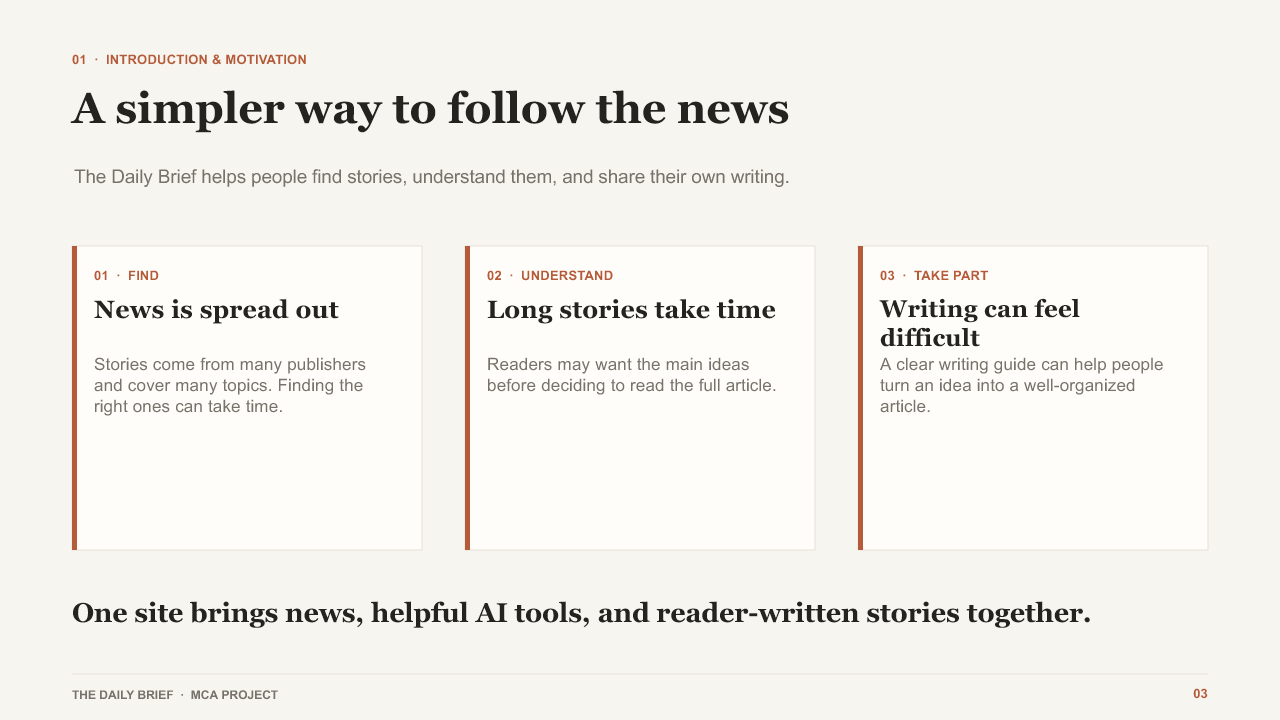 01 · INTRODUCTION & MOTIVATION
A simpler way to follow the news
The Daily Brief helps people find stories, understand them, and share their own writing.
01 · FIND
News is spread out
Stories come from many publishers
and cover many topics. Finding the
right ones can take time.
02 · UNDERSTAND
Long stories take time
Readers may want the main ideas
before deciding to read the full article.
03 · TAKE PART
Writing can feel
difficult
A clear writing guide can help people
turn an idea into a well-organized
article.
One site brings news, helpful AI tools, and reader-written stories together.
THE DAILY BRIEF · MCA PROJECT
03